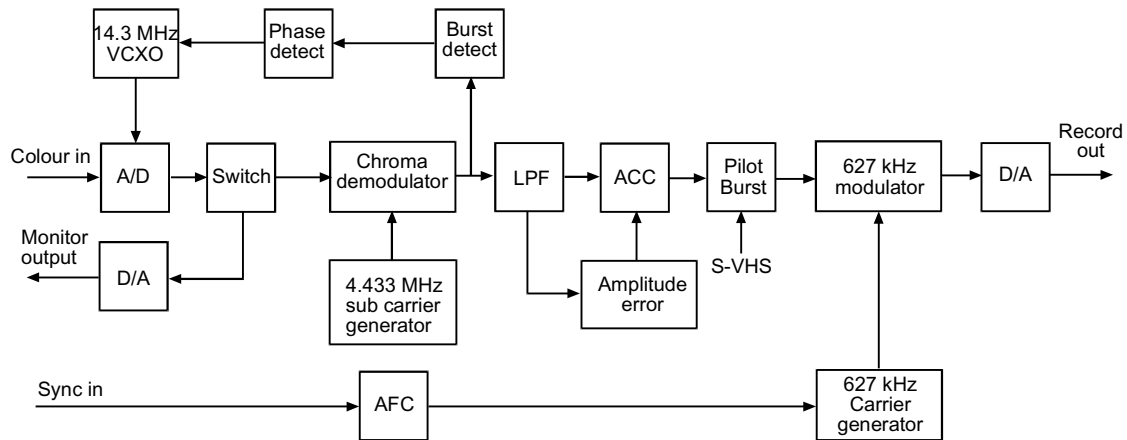 14.3 MHz
VCXO
Phase
detect
Burst
detect
Colour in
A/D
Switch
Chroma
demodulator
LPF
ACC
Pilot
Burst
627 kHz
modulator
D/A
Record
out
Monitor
output
D/A
4.433 MHz
sub carrier
generator
Amplitude
error
S-VHS
Sync in
AFC
627 kHz
Carrier
generator